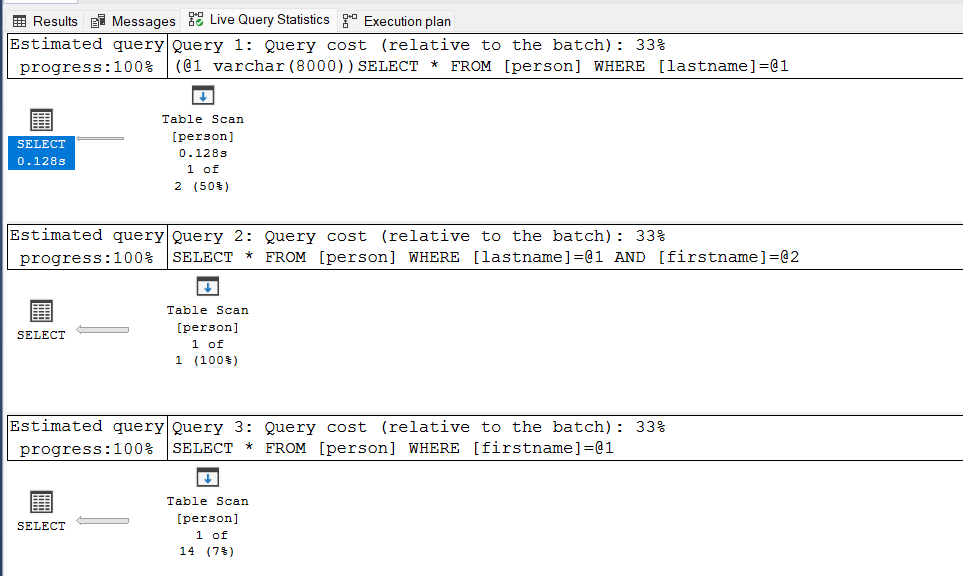 Results Messages Live Query Statistics Execution plan
Estimated query Query 1: Query cost (relative to the batch): 33%
progress:100% (@1 varchar(8000))SELECT * FROM [person] WHERE [lastname]=@1
Table Scan
[person]
SELECT 0.128s
0.128s 1 of
2 (50%)
Estimated query Query 2: Query cost (relative to the batch): 33%
progress:100% SELECT * FROM [person] WHERE [lastname]=@1 AND [firstname]=@2
Table Scan
[person]
SELECT 1 of
1 (100%)
Estimated query Query 3: Query cost (relative to the batch): 33%
progress:100% SELECT * FROM [person] WHERE [firstname]=@1
Table Scan
[person]
SELECT 1 of
14 (7%)